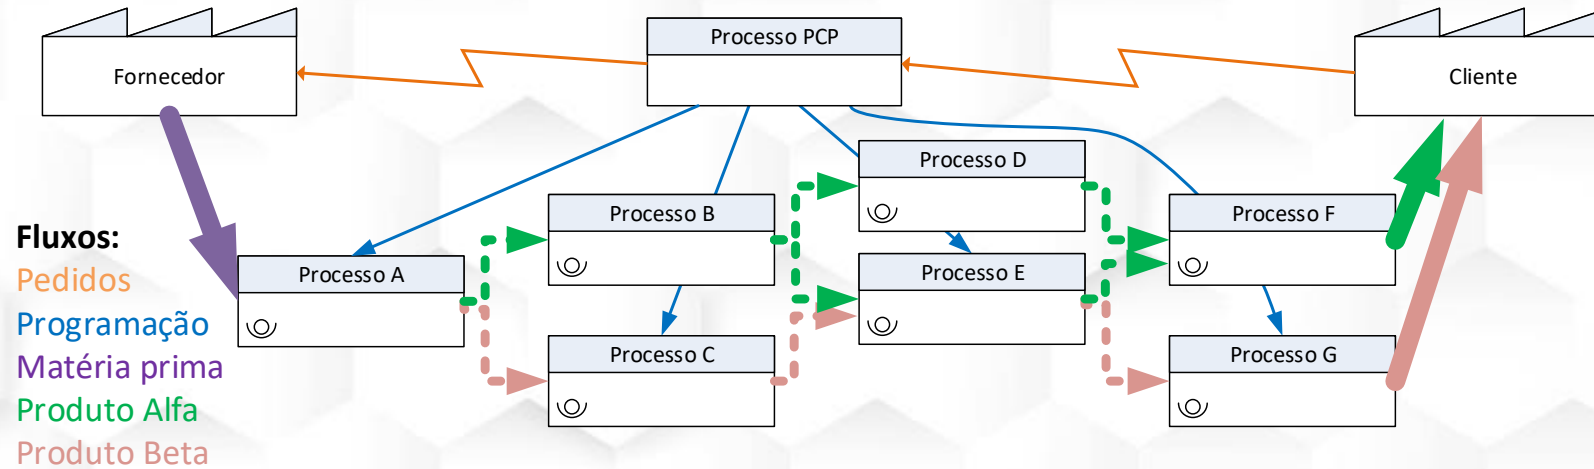 Processo PCP
Fornecedor
Cliente
Processo D
Processo B
Processo F
Fluxos:
Processo A
Processo E
Pedidos
Programação
Processo C
Processo G
Matéria prima
Produto Alfa
Produto Beta